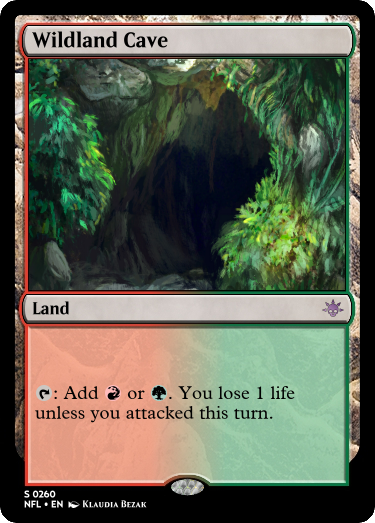 Wildland Cave
Land
: Add or . You lose 1 life
unless you attacked this turn.
S 0260
NFL • EN Klaudia Bezak